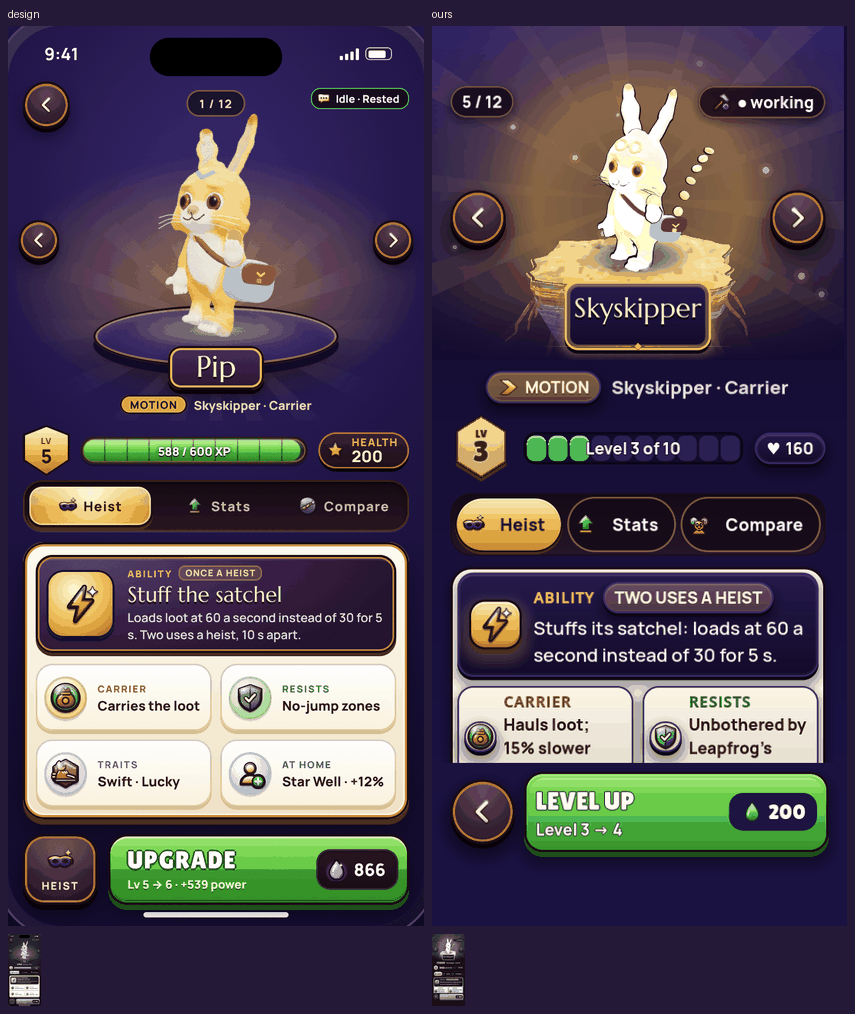 design
9:41
1 / 12
Idle · Rested
Pip
MOTION Skyskipper · Carrier
LV
5
588 / 600 XP
HEALTH
200
Heist
Stats
Compare
ABILITY ONCE A HEIST
Stuff the satchel
Loads loot at 60 a second instead of 30 for 5
s. Two uses a heist, 10 s apart.
CARRIER
Carries the loot
RESISTS
No-jump zones
TRAITS
Swift · Lucky
AT HOME
Star Well · +12%
HEIST
UPGRADE
Lv 5 → 6 · +539 power
866
ours
5 / 12
● working
Skyskipper
MOTION Skyskipper · Carrier
LV
3
Level 3 of 10
♥ 160
Heist
Stats
Compare
ABILITY TWO USES A HEIST
Stuffs its satchel: loads at 60 a
second instead of 30 for 5 s.
CARRIER
Hauls loot;
15% slower
RESISTS
Unbothered by
Leapfrog's
LEVEL UP
Level 3 → 4
200